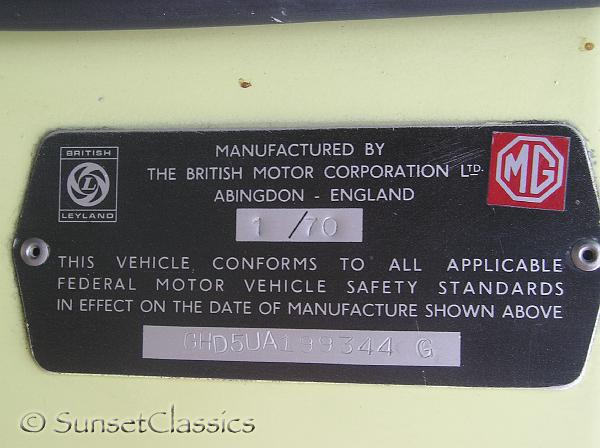 BRITISH
L
LEYLAND
MANUFACTURED BY
THE BRITISH MOTOR CORPORATION LTD.
ABINGDON - ENGLAND
MG
1 /70
THIS VEHICLE CONFORMS TO ALL APPLICABLE
FEDERAL MOTOR VEHICLE SAFETY STANDARDS
IN EFFECT ON THE DATE OF MANUFACTURE SHOWN ABOVE
GHD5UA199344 G
© SunsetClassics